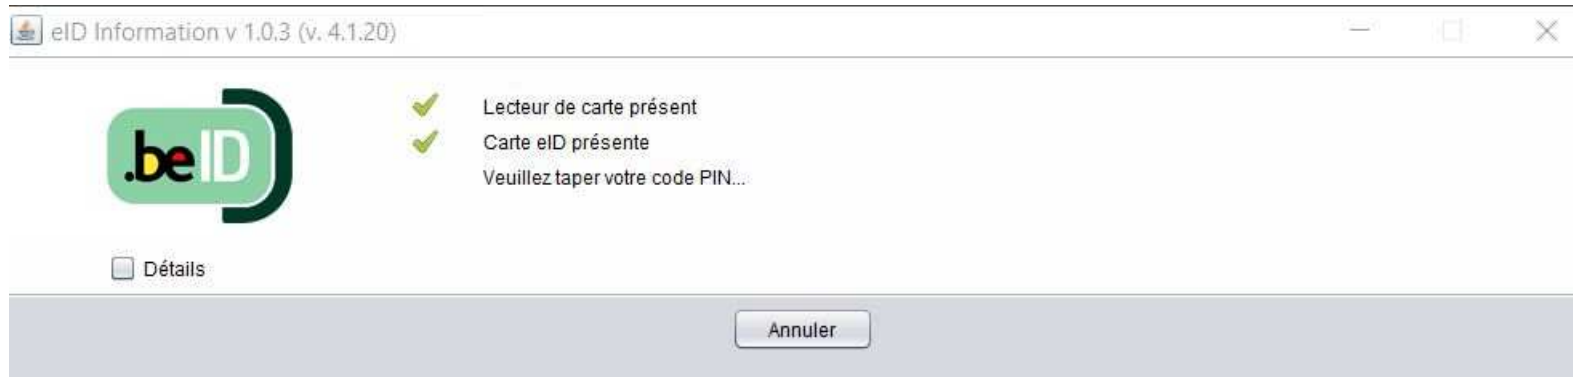 eID Information v 1.0.3 (v. 4.1.20)
.beID
Lecteur de carte présent
Carte eID présente
Veuillez taper votre code PIN...
Détails
Annuler